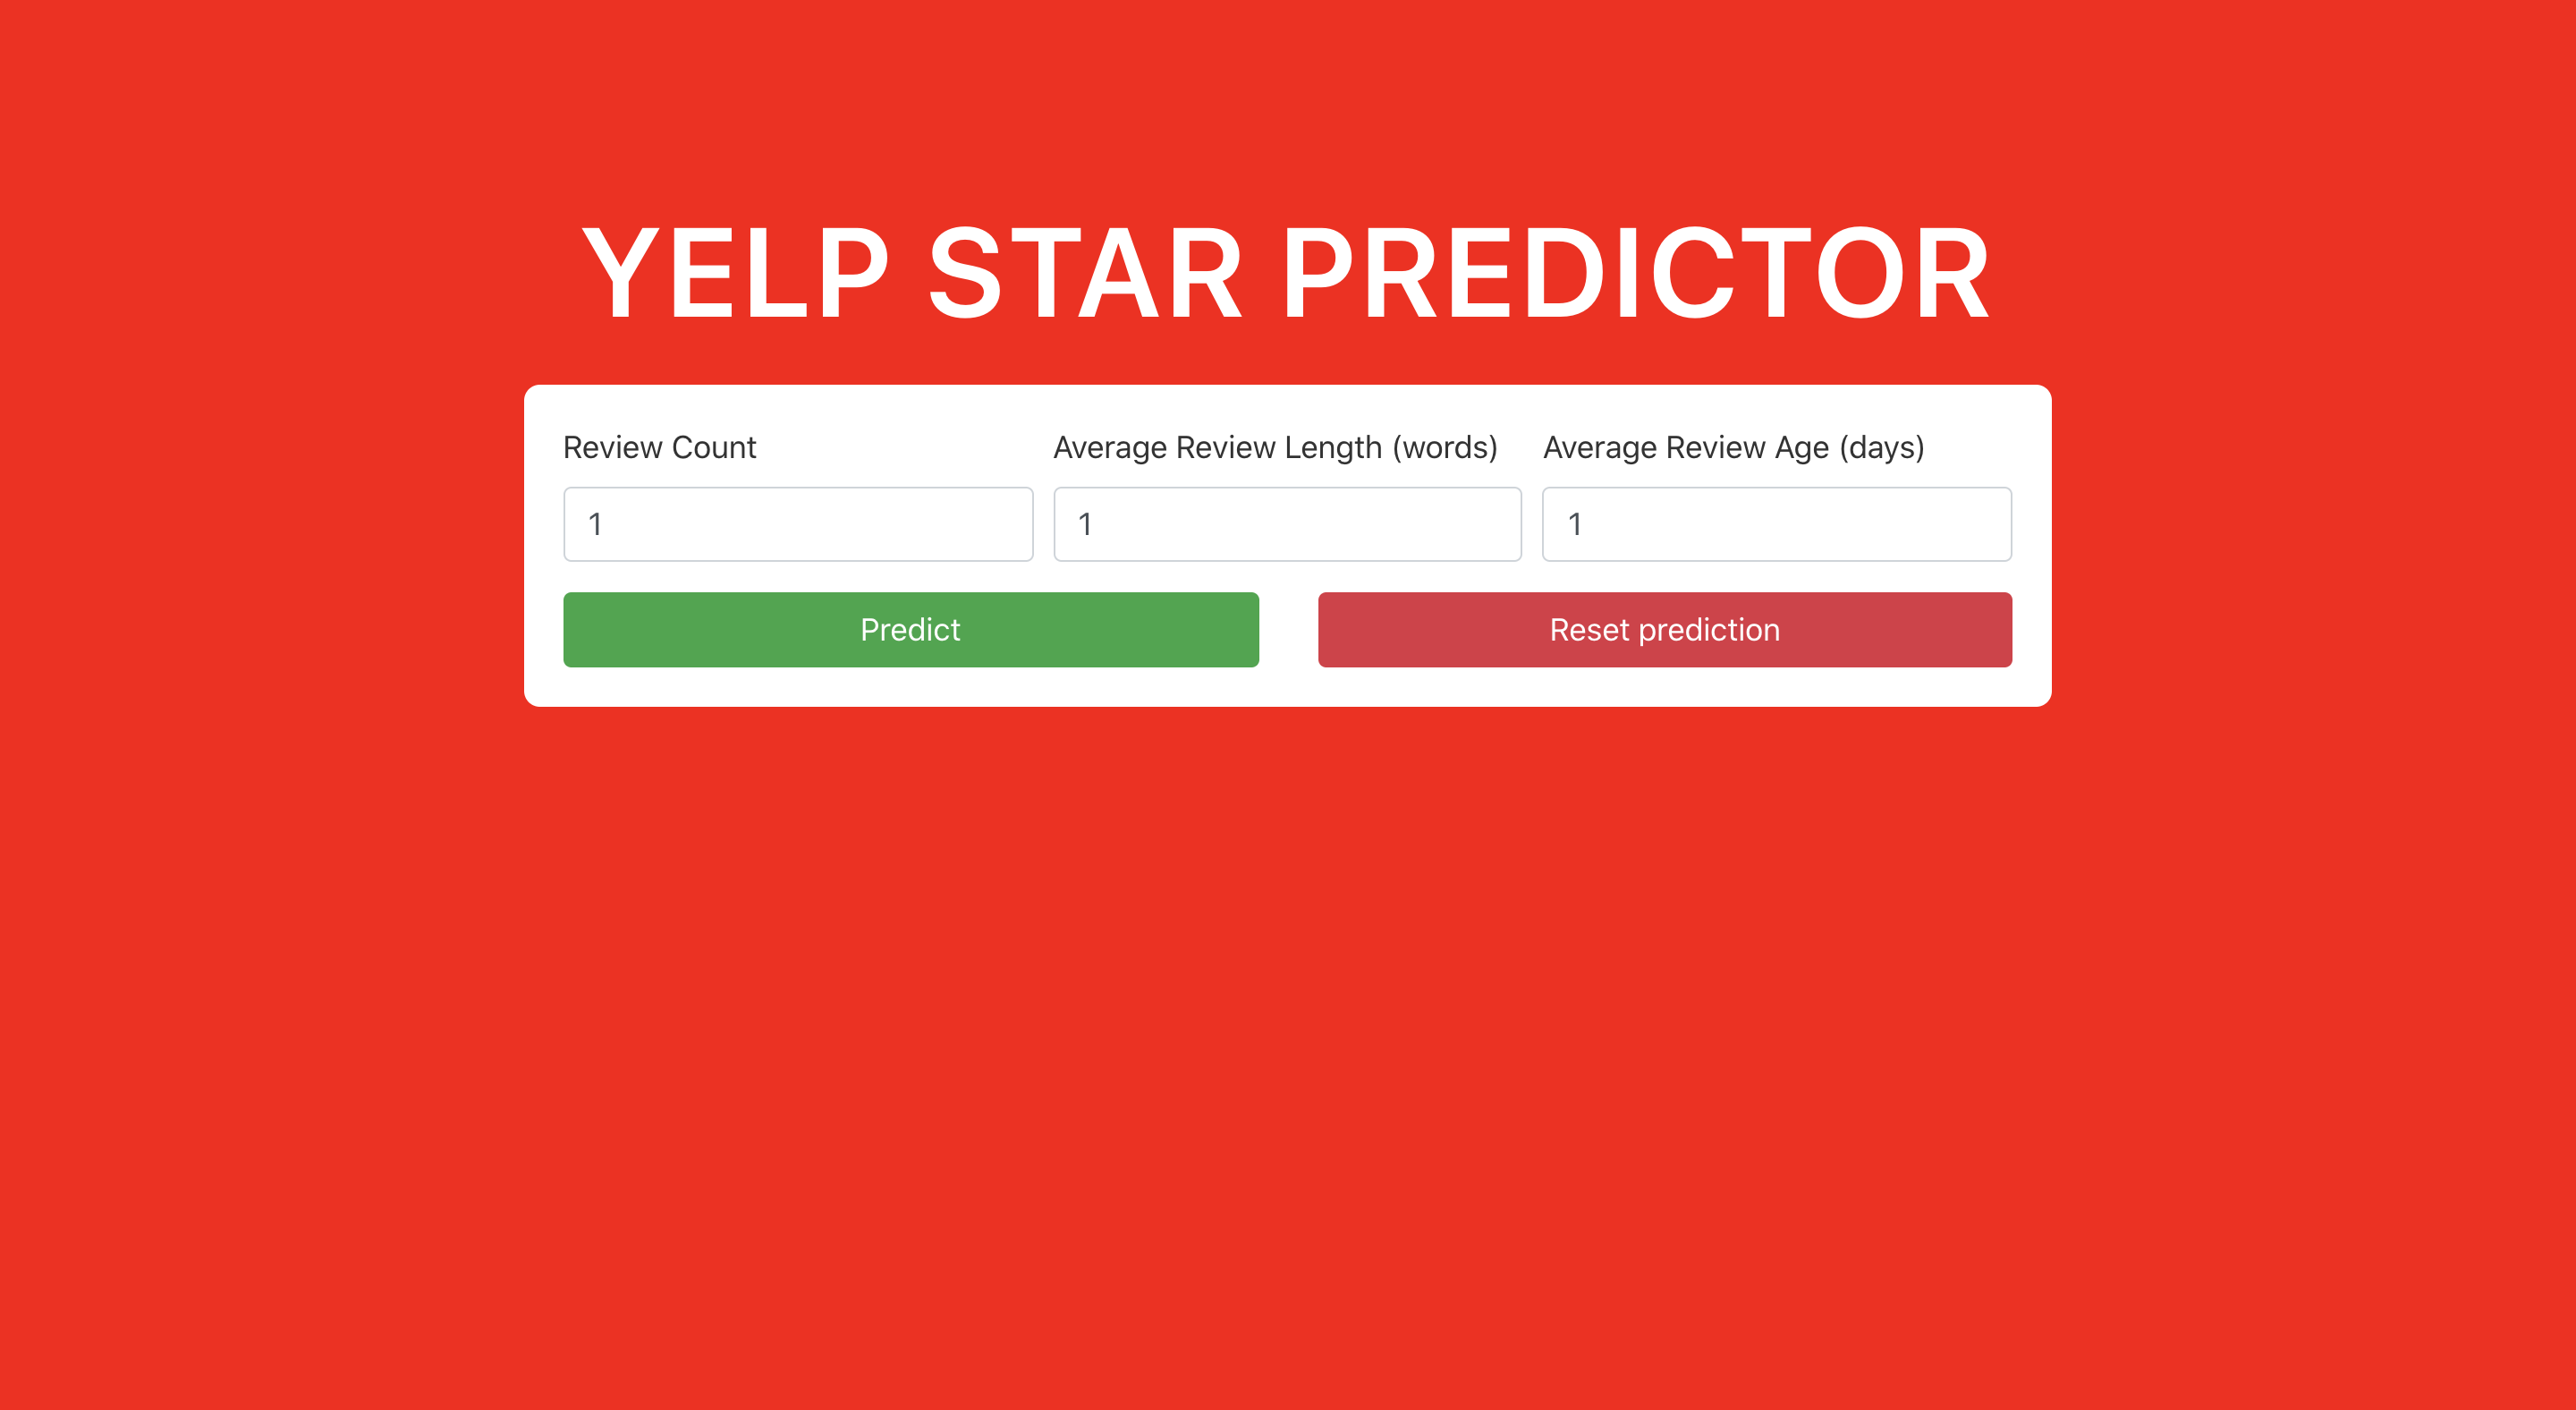 YELP STAR PREDICTOR
Review Count Average Review Length (words) Average Review Age (days)
1 1 1
Predict Reset prediction